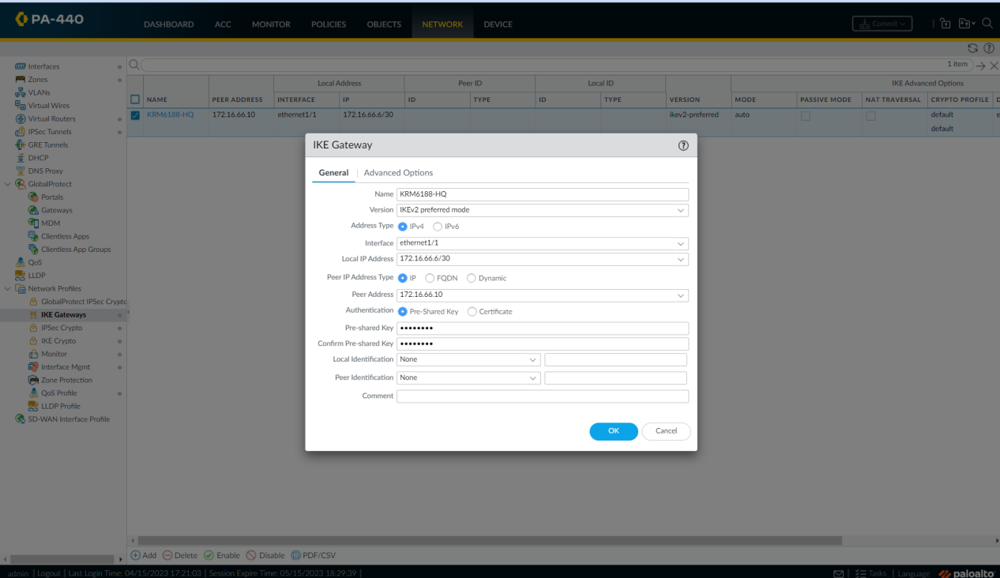 PA-440
DASHBOARD ACC MONITOR POLICIES OBJECTS NETWORK DEVICE
Commit
1 item
Interfaces
Zones
VLANs
Virtual Wires
Virtual Routers
IPSec Tunnels
GRE Tunnels
DHCP
DNS Proxy
GlobalProtect
Portals
Gateways
MDM
Clientless Apps
Clientless App Groups
QoS
LLDP
Network Profiles
GlobalProtect IPSec Crypto
IKE Gateways
IPSec Crypto
IKE Crypto
Monitor
Interface Mgmt
Zone Protection
QoS Profile
LLDP Profile
SD-WAN Interface Profile
Local Address Peer ID Local ID IKE Advanced Options
NAME PEER ADDRESS INTERFACE IP ID TYPE ID TYPE VERSION MODE PASSIVE MODE NAT TRAVERSAL CRYPTO PROFILE
KRM6188-HQ 172.16.66.10 ethernet1/1 172.16.66.6/30 ikev2-preferred auto default
default
IKE Gateway
General Advanced Options
Name KRM6188-HQ
Version IKEv2 preferred mode
Address Type IPv4 IPv6
Interface ethernet1/1
Local IP Address 172.16.66.6/30
Peer IP Address Type IP FQDN Dynamic
Peer Address 172.16.66.10
Authentication Pre-Shared Key Certificate
Pre-shared Key ••••••••
Confirm Pre-shared Key ••••••••
Local Identification None
Peer Identification None
Comment
OK Cancel
Add Delete Enable Disable PDF/CSV
admin | Logout | Last Login Time: 04/15/2023 17:21:03 | Session Expire Time: 05/15/2023 18:29:39 |
Tasks | Language paloalto